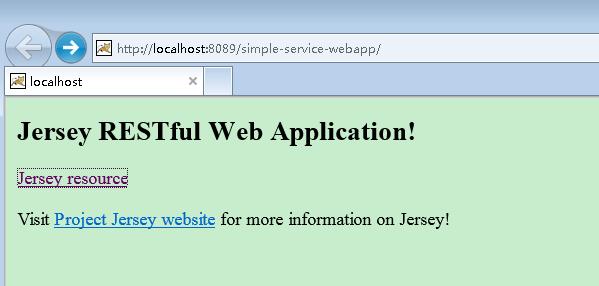 http://localhost:8089/simple-service-webapp/
localhost
Jersey RESTful Web Application!
Jersey resource
Visit Project Jersey website for more information on Jersey!